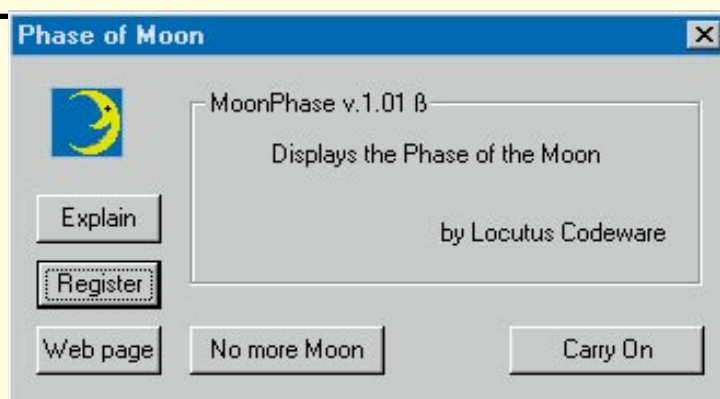 Phase of Moon
MoonPhase v.1.01 ß
Displays the Phase of the Moon
by Locutus Codeware
Explain
Register
Web page
No more Moon
Carry On